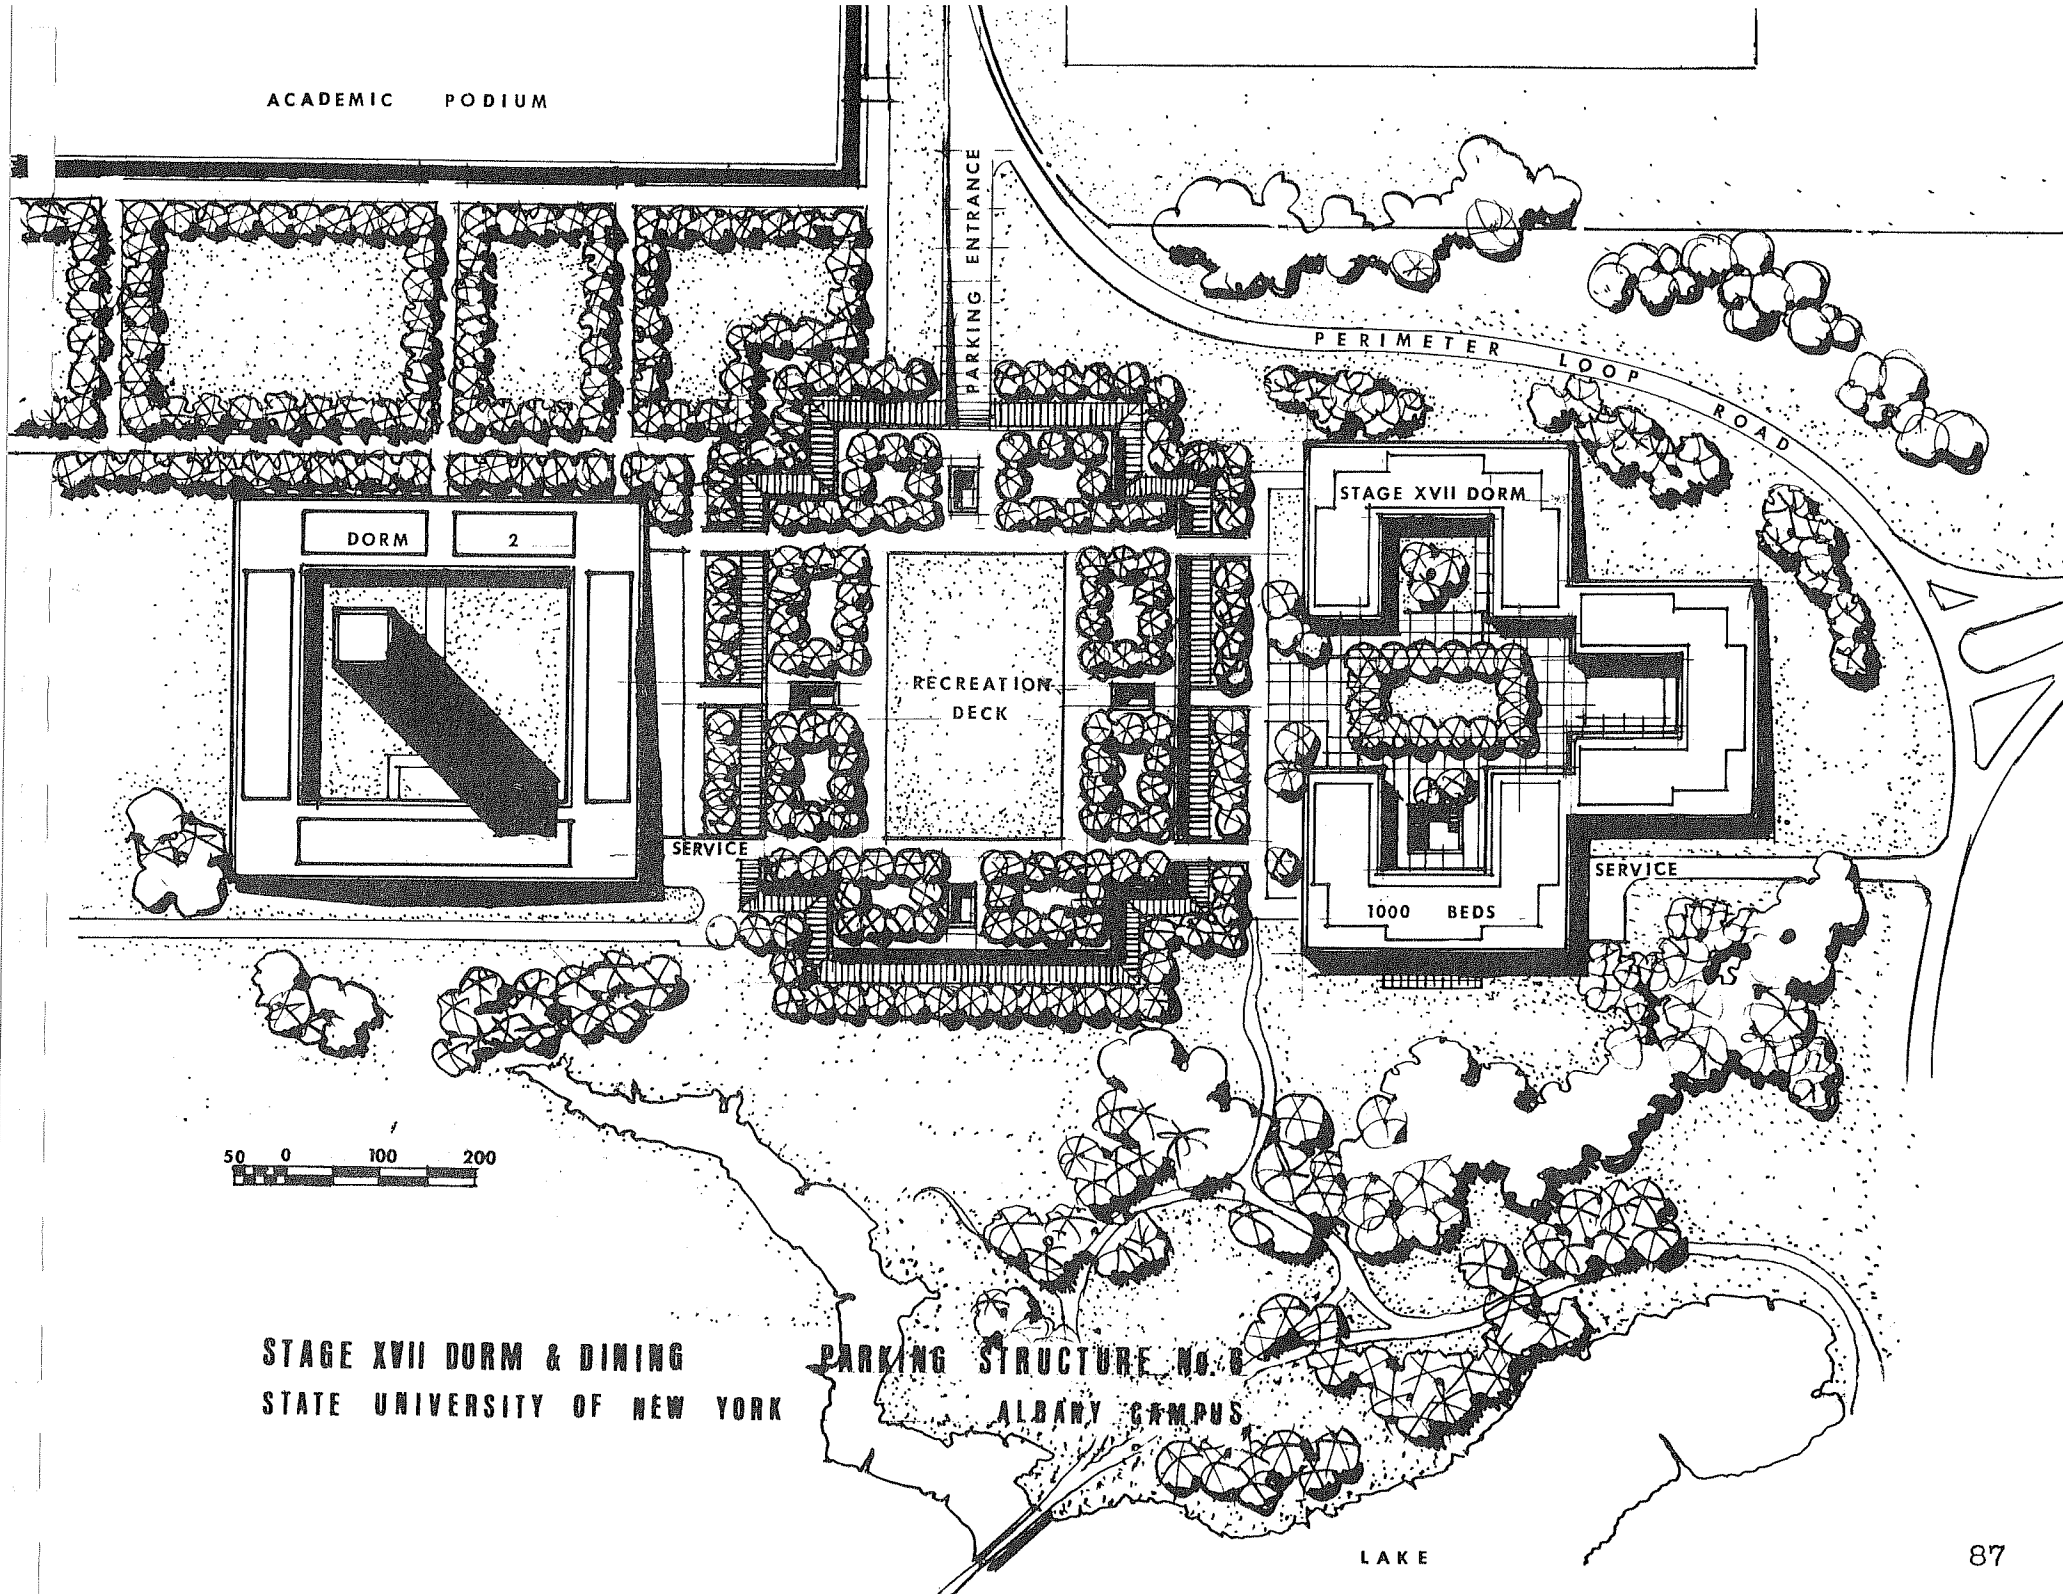 ACADEMIC PODIUM
PARKING ENTRANCE
PERIMETER LOOP ROAD
STAGE XVII DORM
DORM 2
RECREATION
DECK
SERVICE
SERVICE
1000 BEDS
50 0 100 200
STAGE XVII DORM & DINING PARKING STRUCTURE NO. 6
STATE UNIVERSITY OF NEW YORK ALBANY CAMPUS
LAKE
87